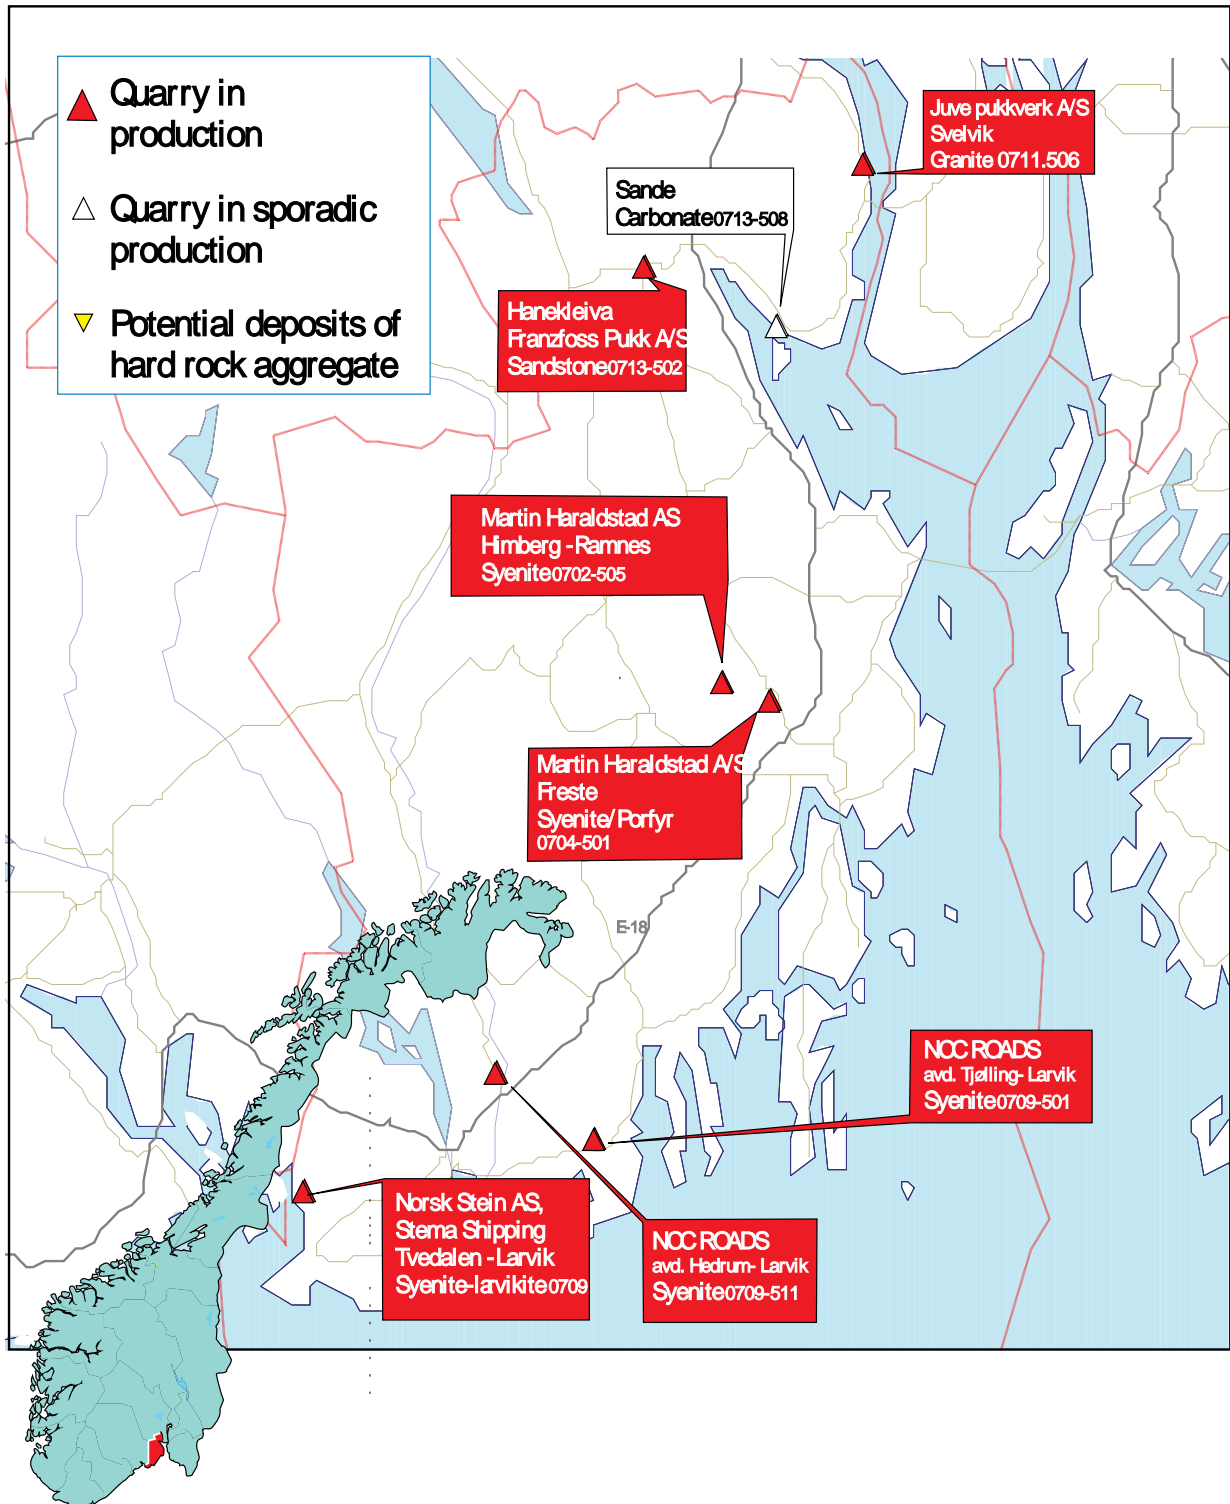 Quarry in
production
Quarry in sporadic
production
Potential deposits of
hard rock aggregate
Juve pukkverk A/S
Svelvik
Granite 0711.506
Sande
Carbonate0713-508
Hanekleiva
Franzfoss Pukk A/S
Sandstone0713-502
Martin Haraldstad AS
Himberg - Ramnes
Syenite0702-505
Martin Haraldstad A/S
Freste
Syenite/Porfyr
0704-501
E-18
NCC ROADS
avd. Tjølling- Larvik
Syenite0709-501
Norsk Stein AS,
Stema Shipping
Tvedalen - Larvik
Syenite-larvikite0709
NCC ROADS
avd. Hedrum- Larvik
Syenite0709-511